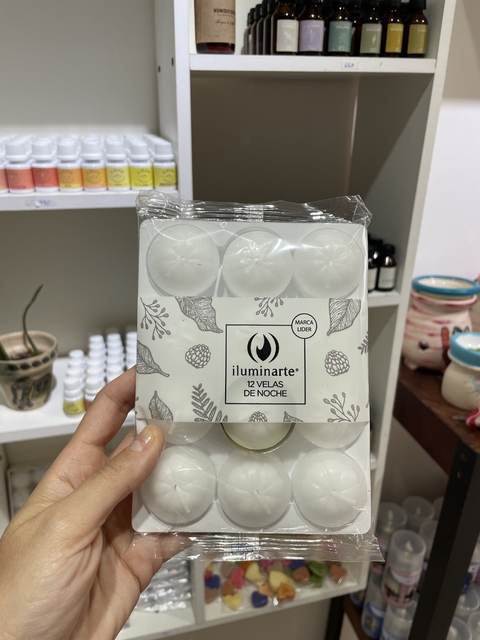 MARCA
LIDER
iluminarte®
12 VELAS
DE NOCHE